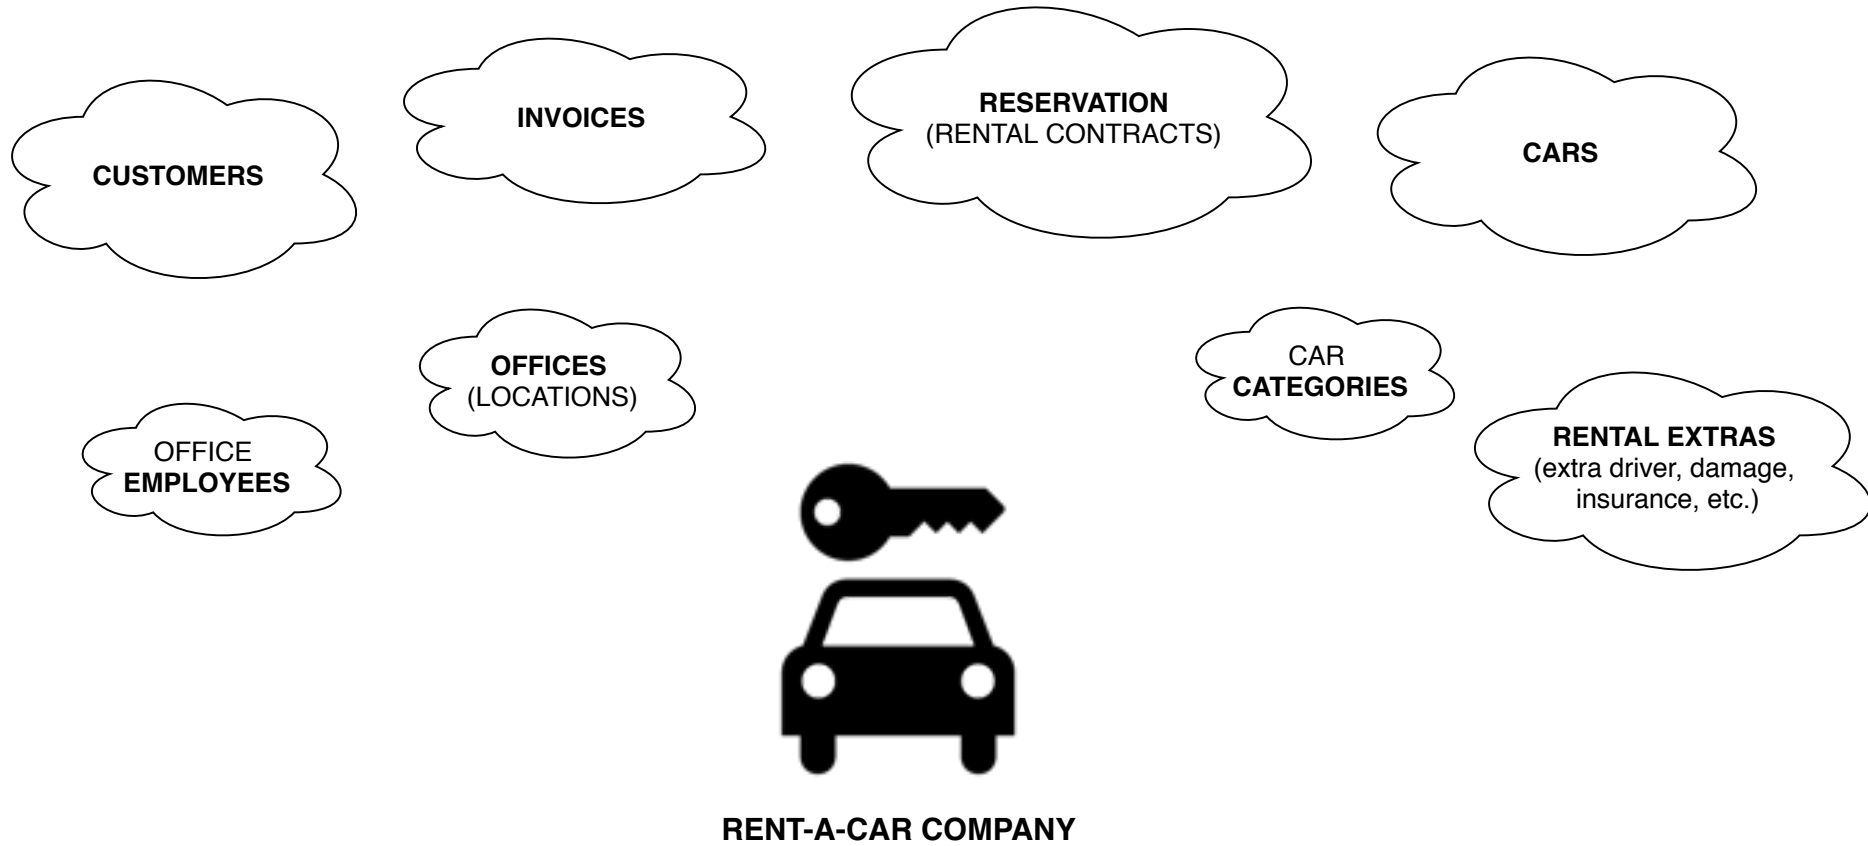 CUSTOMERS
INVOICES
RESERVATION
(RENTAL CONTRACTS)
CARS
OFFICE
EMPLOYEES
OFFICES
(LOCATIONS)
CAR
CATEGORIES
RENTAL EXTRAS
(extra driver, damage,
insurance, etc.)
RENT-A-CAR COMPANY